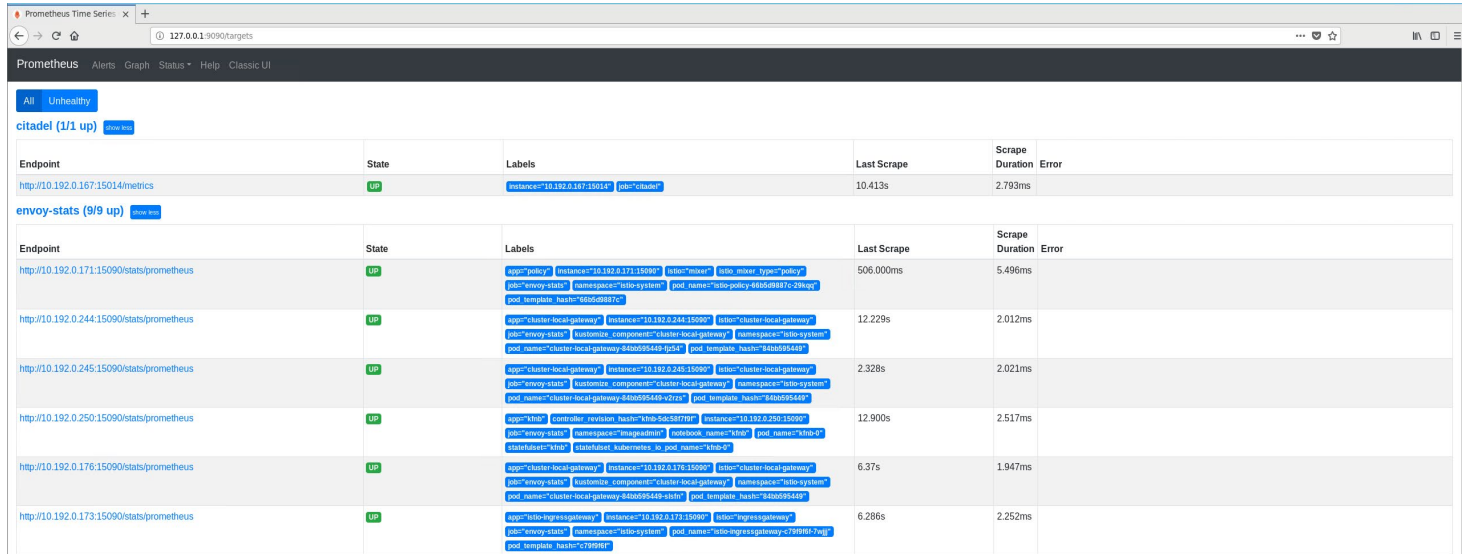 Prometheus Time Series
127.0.0.1:9090/targets
Prometheus Alerts Graph Status Help Classic UI
All Unhealthy
citadel (1/1 up) show less
Endpoint State Labels Last Scrape Scrape Duration Error
http://10.192.0.167:15014/metrics UP instance="10.192.0.167:15014" job="citadel" 10.413s 2.793ms
envoy-stats (9/9 up) show less
Endpoint State Labels Last Scrape Scrape Duration Error
http://10.192.0.171:15090/stats/prometheus UP app="policy" instance="10.192.0.171:15090" istio="mixer" istio_mixer_type="policy" 506.000ms 5.496ms
job="envoy-stats" namespace="istio-system" pod_name="istio-policy-66b5d9887c-29kqq"
pod_template_hash="66b5d9887c"
http://10.192.0.244:15090/stats/prometheus UP app="cluster-local-gateway" instance="10.192.0.244:15090" istio="cluster-local-gateway" 12.229s 2.012ms
job="envoy-stats" kustomize_component="cluster-local-gateway" namespace="istio-system"
pod_name="cluster-local-gateway-84bb595449-fjz54" pod_template_hash="84bb595449"
http://10.192.0.245:15090/stats/prometheus UP app="cluster-local-gateway" instance="10.192.0.245:15090" istio="cluster-local-gateway" 2.328s 2.021ms
job="envoy-stats" kustomize_component="cluster-local-gateway" namespace="istio-system"
pod_name="cluster-local-gateway-84bb595449-v2rzs" pod_template_hash="84bb595449"
http://10.192.0.250:15090/stats/prometheus UP app="kfnb" controller_revision_hash="kfnb-5dc58f7f9f" instance="10.192.0.250:15090" 12.900s 2.517ms
job="envoy-stats" namespace="imageadmin" notebook_name="kfnb" pod_name="kfnb-0"
statefulset="kfnb" statefulset_kubernetes_io_pod_name="kfnb-0"
http://10.192.0.176:15090/stats/prometheus UP app="cluster-local-gateway" instance="10.192.0.176:15090" istio="cluster-local-gateway" 6.37s 1.947ms
job="envoy-stats" kustomize_component="cluster-local-gateway" namespace="istio-system"
pod_name="cluster-local-gateway-84bb595449-slsfn" pod_template_hash="84bb595449"
http://10.192.0.173:15090/stats/prometheus UP app="istio-ingressgateway" instance="10.192.0.173:15090" istio="ingressgateway" 6.286s 2.252ms
job="envoy-stats" namespace="istio-system" pod_name="istio-ingressgateway-c79f9f6f-7wjjj"
pod_template_hash="c79f9f6f"